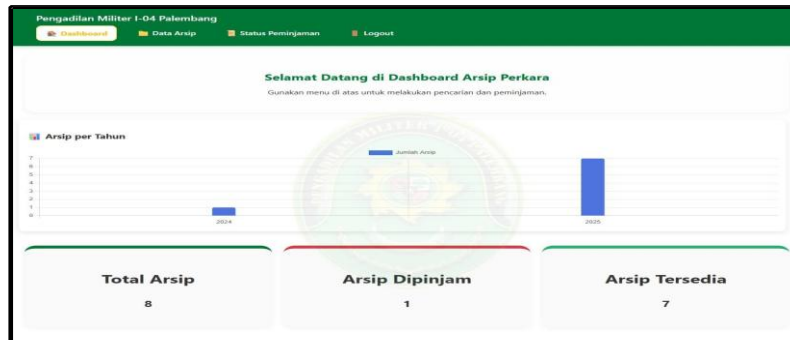 Pengadilan Militer I-04 Palembang
Dashboard Data Arsip Status Peminjaman Logout
Selamat Datang di Dashboard Arsip Perkara
Gunakan menu di atas untuk melakukan pencarian dan peminjaman.
Arsip per Tahun
Jumlah Arsip
7
6
5
4
3
2
1
0
2024 2025
Total Arsip Arsip Dipinjam Arsip Tersedia
8 1 7